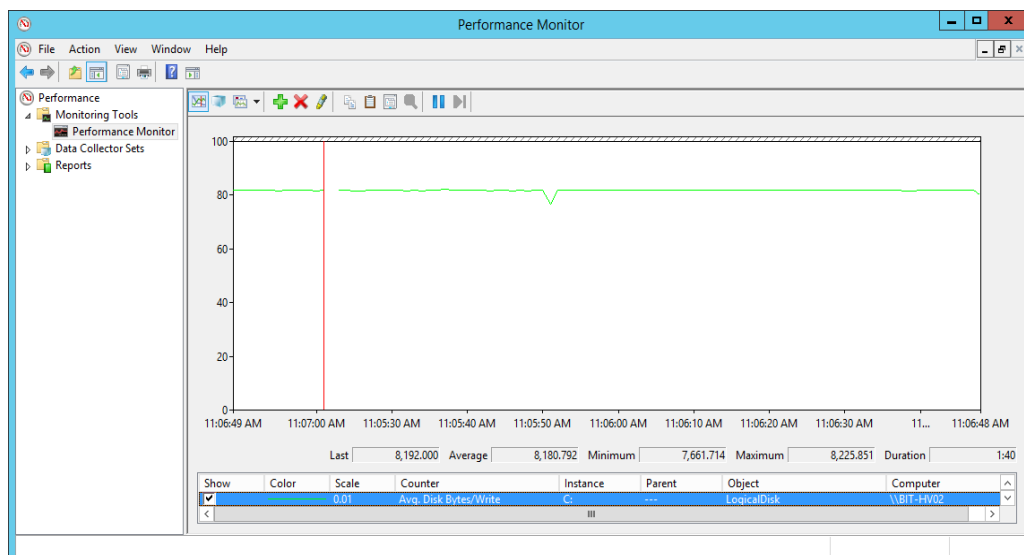 Performance Monitor
File Action View Window Help
Performance
Monitoring Tools
Performance Monitor
Data Collector Sets
Reports
100
80
60
40
20
0
11:06:49 AM 11:07:00 AM 11:05:30 AM 11:05:40 AM 11:05:50 AM 11:06:00 AM 11:06:10 AM 11:06:20 AM 11:06:30 AM 11... 11:06:48 AM
Last 8,192.000 Average 8,180.792 Minimum 7,661.714 Maximum 8,225.851 Duration 1:40
Show Color Scale Counter Instance Parent Object Computer
0.01 Avg. Disk Bytes/Write C: --- LogicalDisk \\BIT-HV02